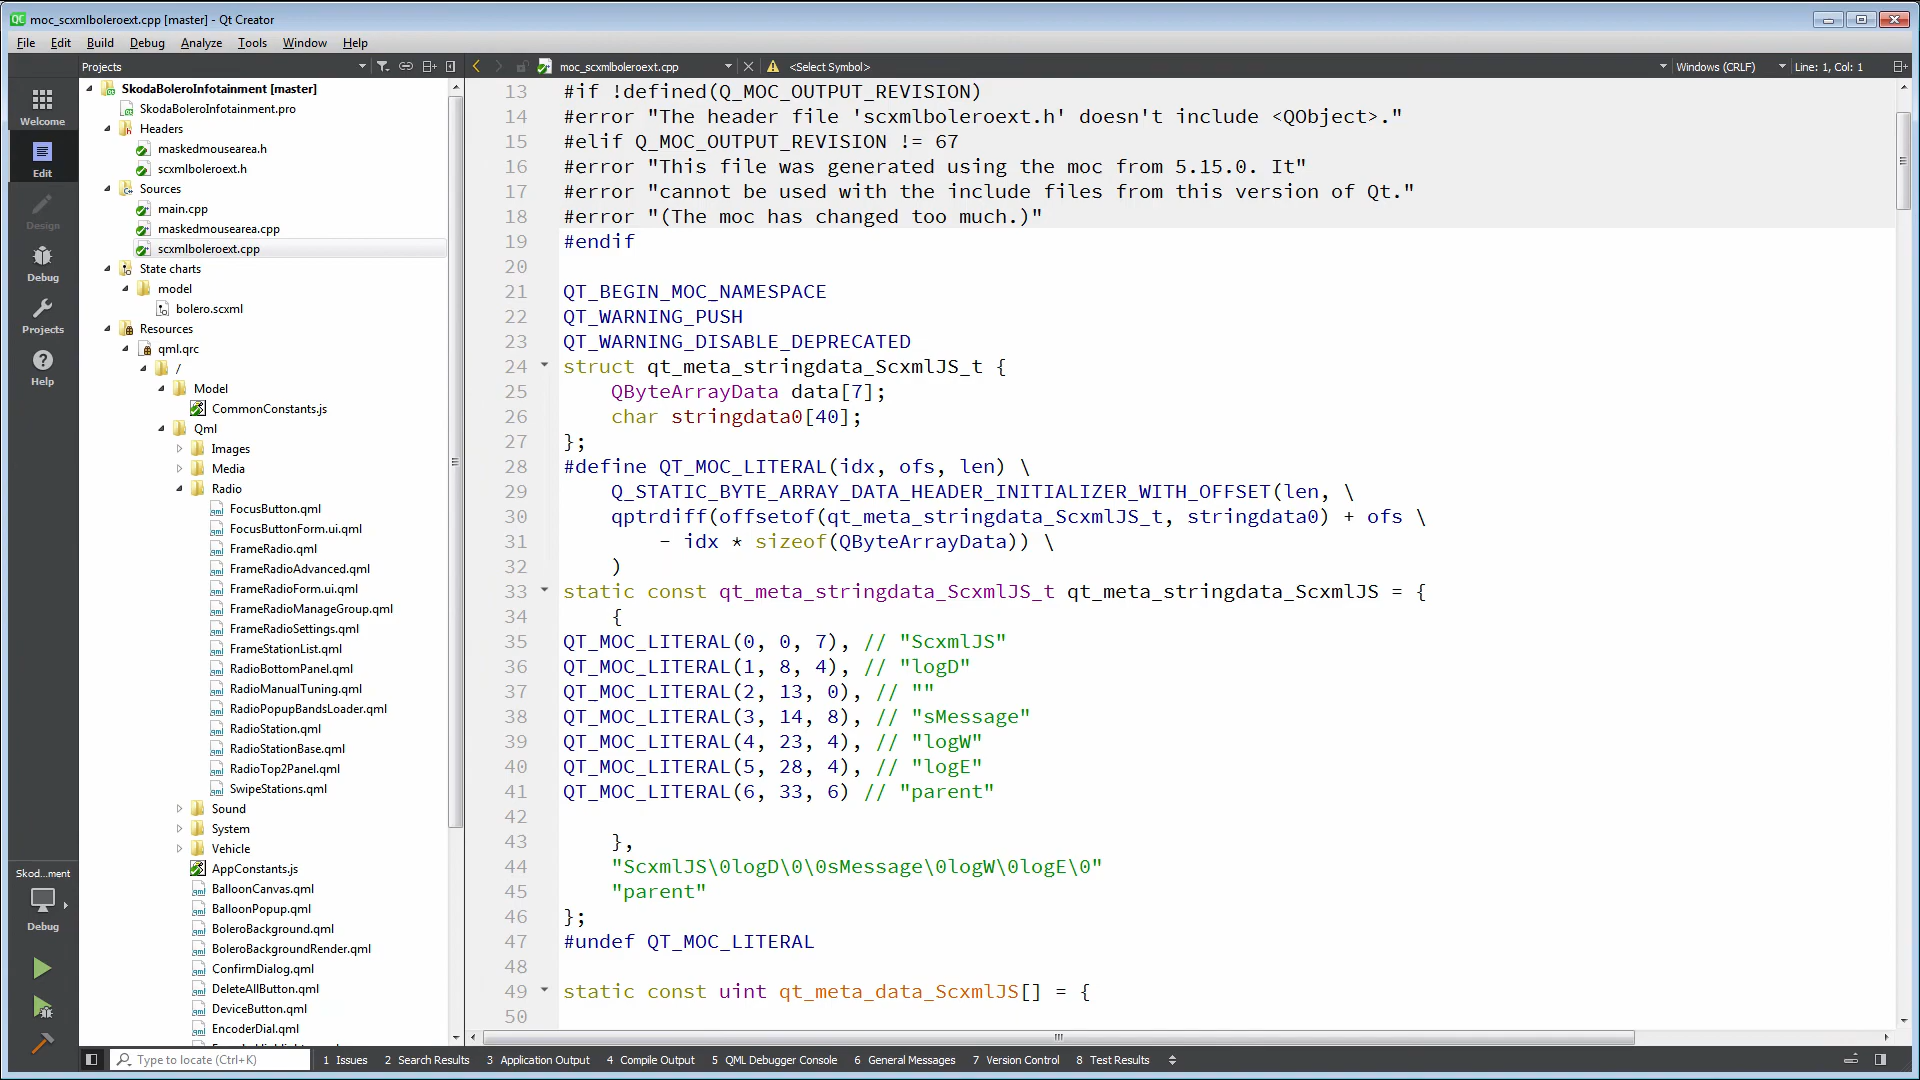 moc_scxmlboleroext.cpp [master] - Qt Creator
File Edit Build Debug Analyze Tools Window Help
Projects
moc_scxmlboleroext.cpp
<Select Symbol>
Windows (CRLF)
Line: 1, Col: 1
Welcome
Edit
Design
Debug
Projects
Help
Skod...ment
Debug
SkodaBoleroInfotainment [master]
SkodaBoleroInfotainment.pro
Headers
maskedmousearea.h
scxmlboleroext.h
Sources
main.cpp
maskedmousearea.cpp
scxmlboleroext.cpp
State charts
model
bolero.scxml
Resources
qml.qrc
/
Model
CommonConstants.js
Qml
Images
Media
Radio
FocusButton.qml
FocusButtonForm.ui.qml
FrameRadio.qml
FrameRadioAdvanced.qml
FrameRadioForm.ui.qml
FrameRadioManageGroup.qml
FrameRadioSettings.qml
FrameStationList.qml
RadioBottomPanel.qml
RadioManualTuning.qml
RadioPopupBandsLoader.qml
RadioStation.qml
RadioStationBase.qml
RadioTop2Panel.qml
SwipeStations.qml
Sound
System
Vehicle
AppConstants.js
BalloonCanvas.qml
BalloonPopup.qml
BoleroBackground.qml
BoleroBackgroundRender.qml
ConfirmDialog.qml
DeleteAllButton.qml
DeviceButton.qml
EncoderDial.qml
13 #if !defined(Q_MOC_OUTPUT_REVISION)
14 #error "The header file 'scxmlboleroext.h' doesn't include <QObject>."
15 #elif Q_MOC_OUTPUT_REVISION != 67
16 #error "This file was generated using the moc from 5.15.0. It"
17 #error "cannot be used with the include files from this version of Qt."
18 #error "(The moc has changed too much.)"
19 #endif
20
21 QT_BEGIN_MOC_NAMESPACE
22 QT_WARNING_PUSH
23 QT_WARNING_DISABLE_DEPRECATED
24 struct qt_meta_stringdata_ScxmlJS_t {
25     QByteArrayData data[7];
26     char stringdata0[40];
27 };
28 #define QT_MOC_LITERAL(idx, ofs, len) \
29     Q_STATIC_BYTE_ARRAY_DATA_HEADER_INITIALIZER_WITH_OFFSET(len, \
30     qptrdiff(offsetof(qt_meta_stringdata_ScxmlJS_t, stringdata0) + ofs \
31         - idx * sizeof(QByteArrayData)) \
32     )
33 static const qt_meta_stringdata_ScxmlJS_t qt_meta_stringdata_ScxmlJS = {
34     {
35 QT_MOC_LITERAL(0, 0, 7), // "ScxmlJS"
36 QT_MOC_LITERAL(1, 8, 4), // "logD"
37 QT_MOC_LITERAL(2, 13, 0), // ""
38 QT_MOC_LITERAL(3, 14, 8), // "sMessage"
39 QT_MOC_LITERAL(4, 23, 4), // "logW"
40 QT_MOC_LITERAL(5, 28, 4), // "logE"
41 QT_MOC_LITERAL(6, 33, 6) // "parent"
42
43     },
44     "ScxmlJS\0logD\0\0sMessage\0logW\0logE\0"
45     "parent"
46 };
47 #undef QT_MOC_LITERAL
48
49 static const uint qt_meta_data_ScxmlJS[] = {
50
Type to locate (Ctrl+K)
1 Issues 2 Search Results 3 Application Output 4 Compile Output 5 QML Debugger Console 6 General Messages 7 Version Control 8 Test Results